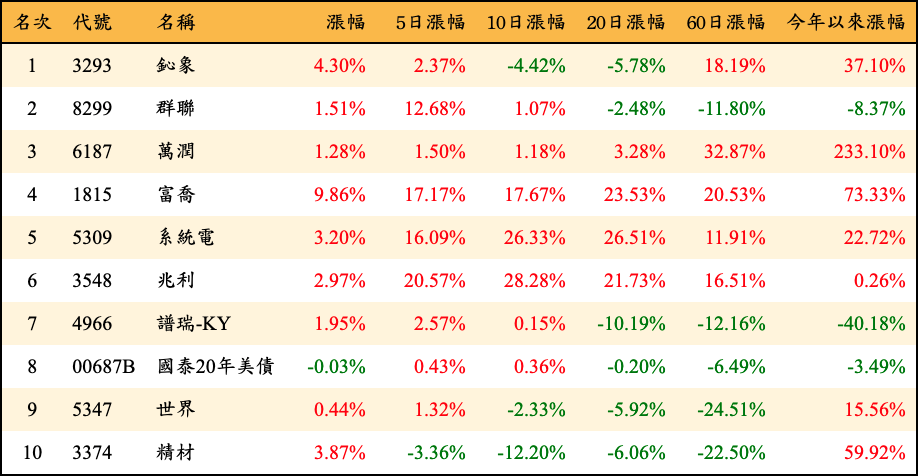 名次 代號 名稱 漲幅 5日漲幅 10日漲幅 20日漲幅 60日漲幅 今年以來漲幅
1 3293 鈊象 4.30% 2.37% -4.42% -5.78% 18.19% 37.10%
2 8299 群聯 1.51% 12.68% 1.07% -2.48% -11.80% -8.37%
3 6187 萬潤 1.28% 1.50% 1.18% 3.28% 32.87% 233.10%
4 1815 富喬 9.86% 17.17% 17.67% 23.53% 20.53% 73.33%
5 5309 系統電 3.20% 16.09% 26.33% 26.51% 11.91% 22.72%
6 3548 兆利 2.97% 20.57% 28.28% 21.73% 16.51% 0.26%
7 4966 譜瑞-KY 1.95% 2.57% 0.15% -10.19% -12.16% -40.18%
8 00687B 國泰20年美債 -0.03% 0.43% 0.36% -0.20% -6.49% -3.49%
9 5347 世界 0.44% 1.32% -2.33% -5.92% -24.51% 15.56%
10 3374 精材 3.87% -3.36% -12.20% -6.06% -22.50% 59.92%